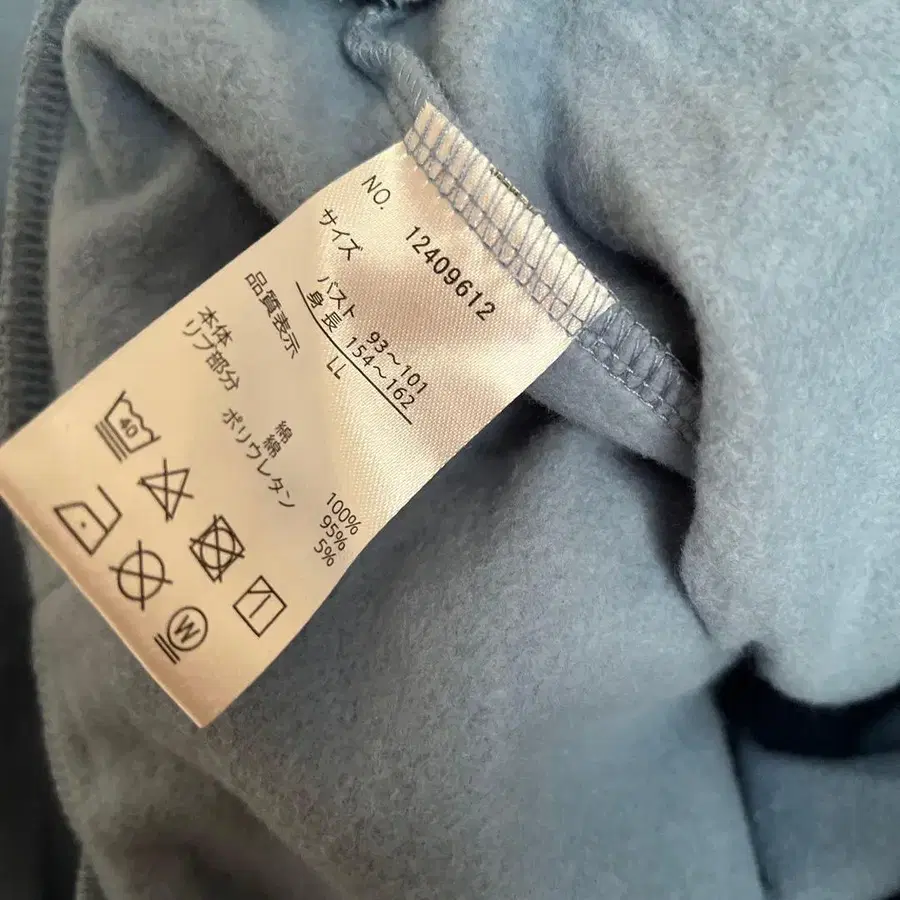 NO. 12409612
サイズ
バスト 93～101
身長 154～162
LL
品質表示
本体 綿 100%
リブ部分 綿 95%
ポリウレタン 5%
40
W